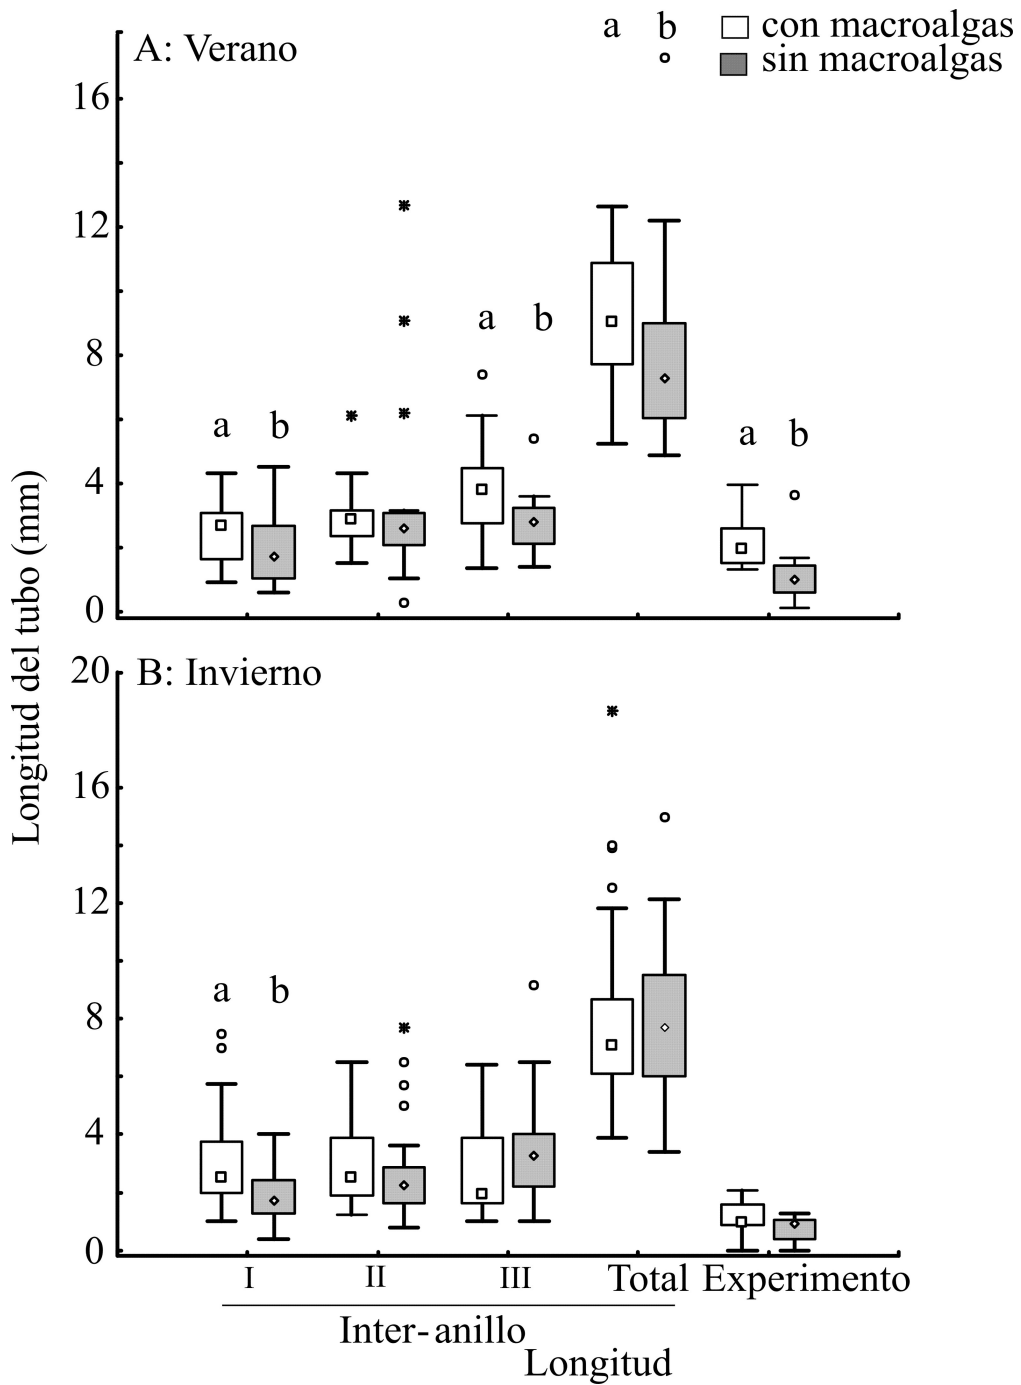 a b
con macroalgas
sin macroalgas
A: Verano
16
12
8
4
0
a b
a b
a b
Longitud del tubo (mm)
B: Invierno
20
16
12
8
4
0
a b
I II III Total Experimento
Inter-anillo
Longitud